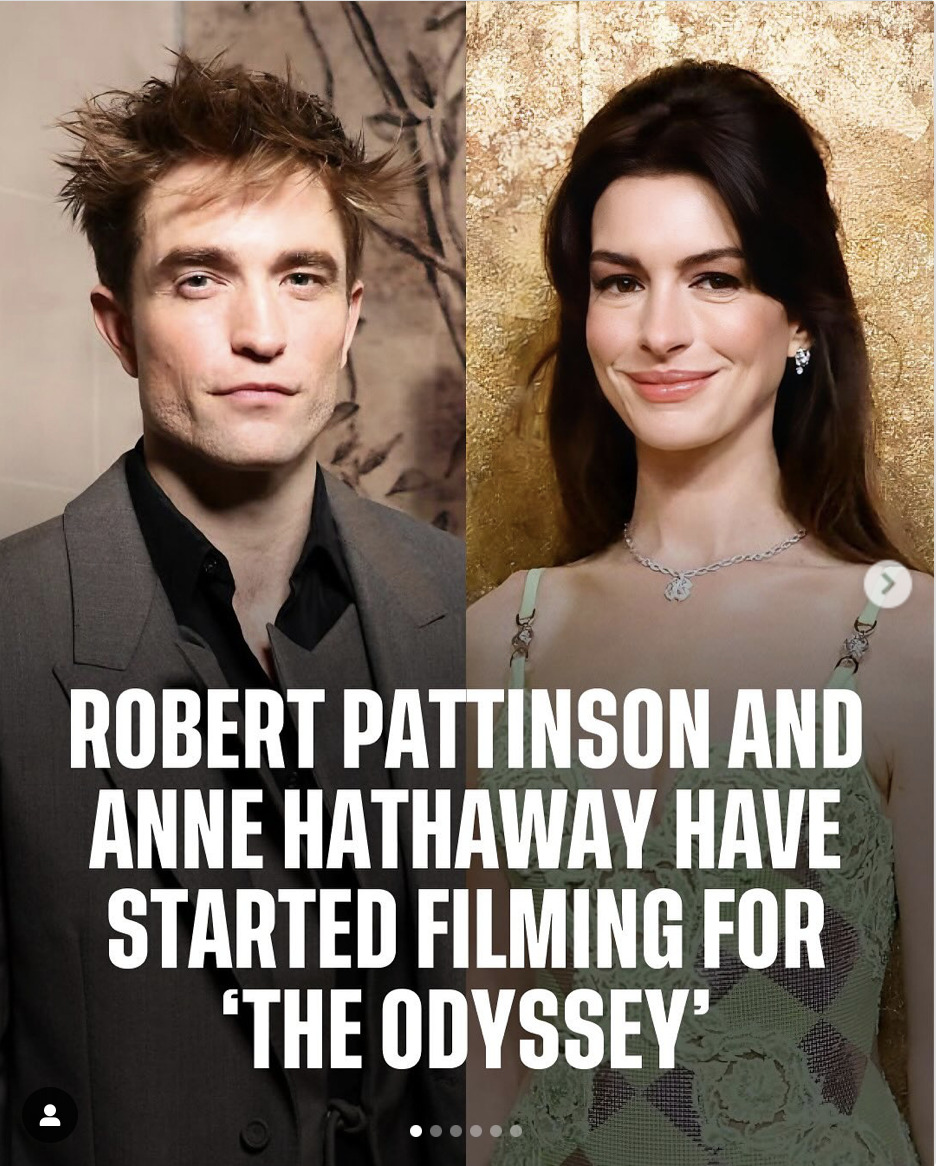 ROBERT PATTINSON AND
ANNE HATHAWAY HAVE
STARTED FILMING FOR
‘THE ODYSSEY’